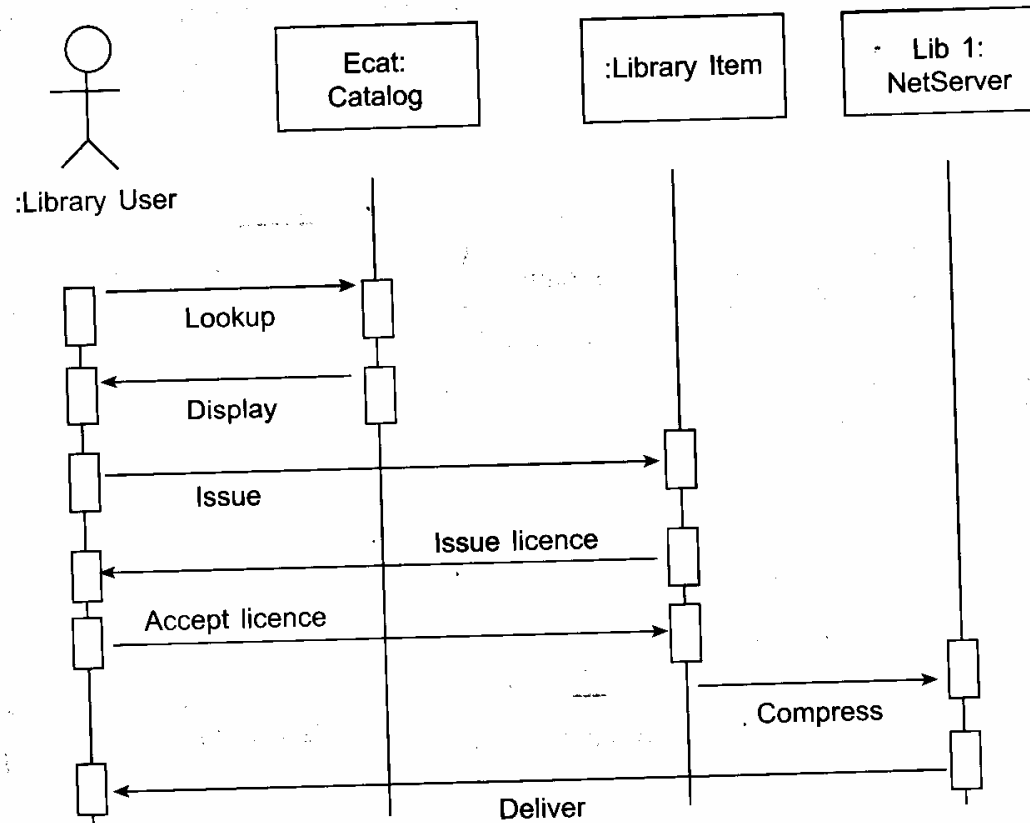 Ecat:
Catalog
:Library Item
Lib 1:
NetServer
:Library User
Lookup
Display
Issue
Issue licence
Accept licence
Compress
Deliver